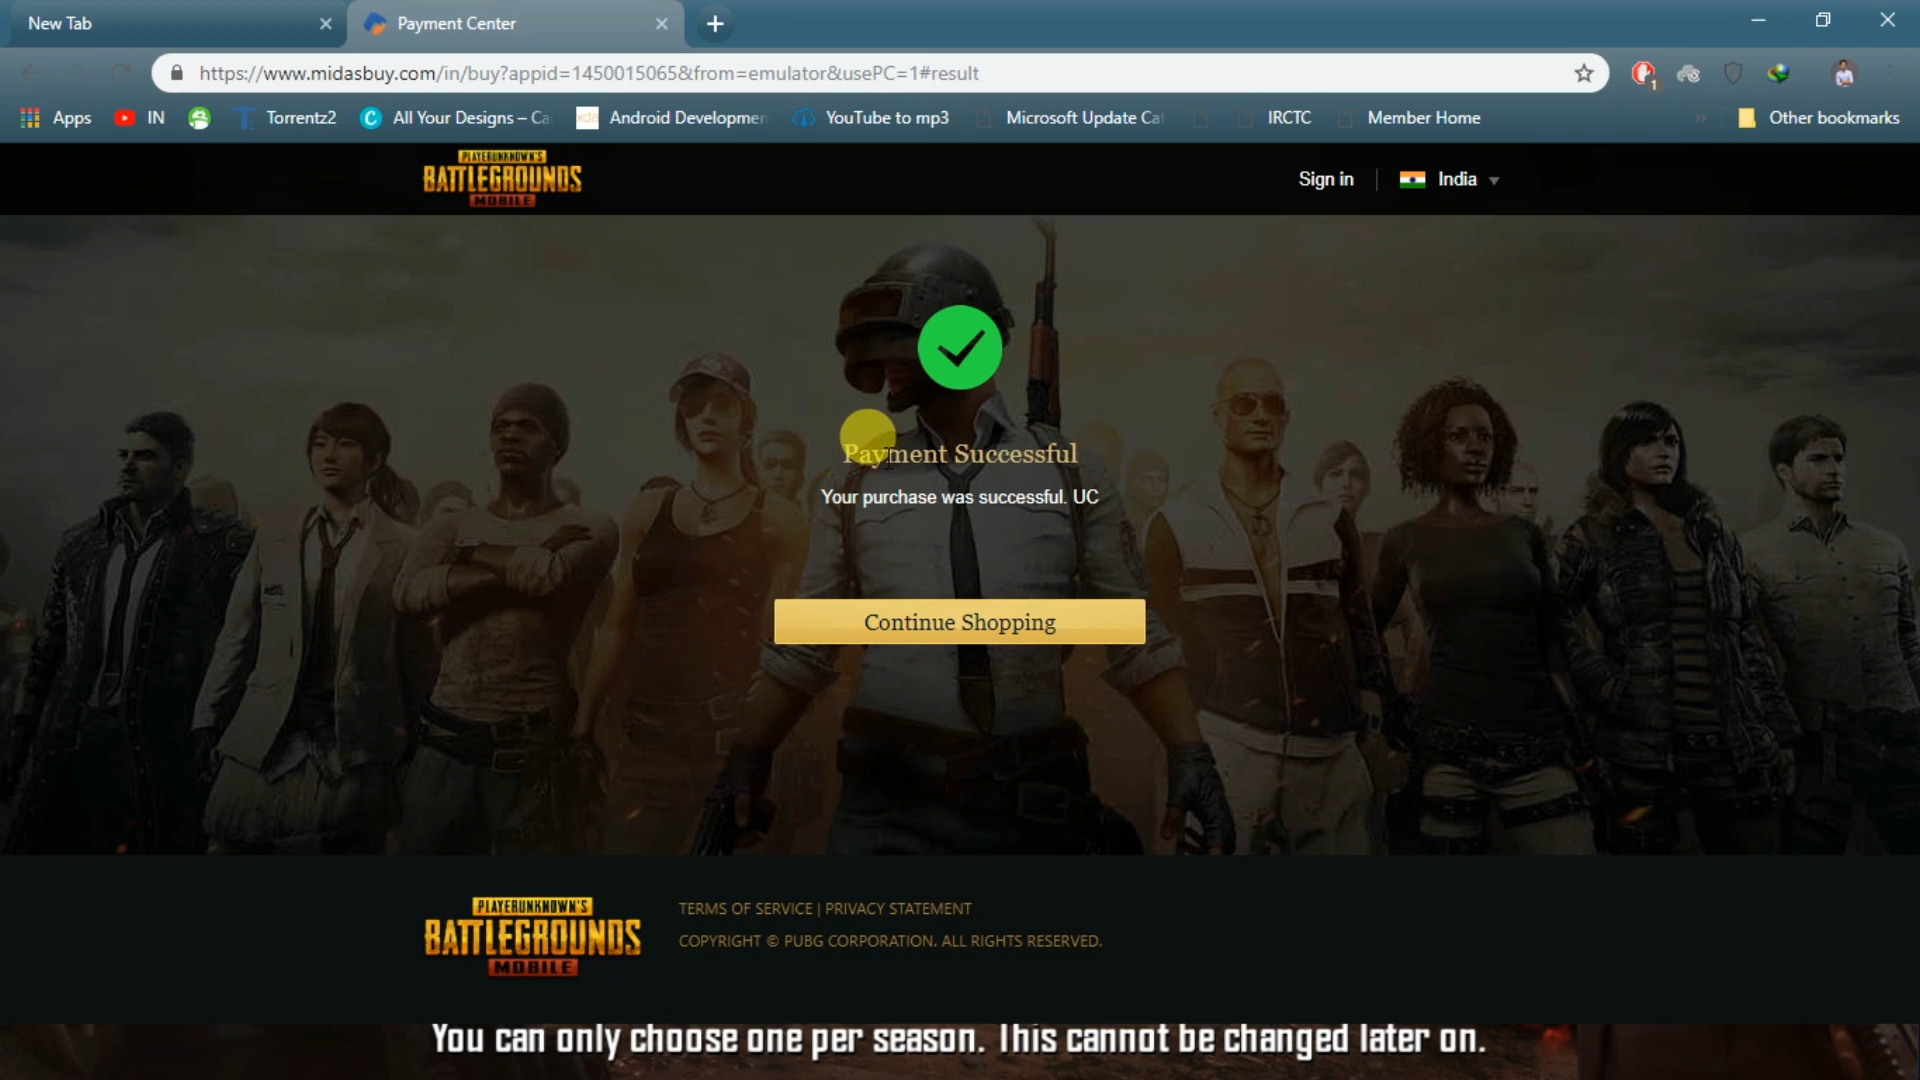 New Tab
Payment Center
https://www.midasbuy.com/in/buy?appid=1450015065&from=emulator&usePC=1#result
1
Apps
IN
Torrentz2
All Your Designs – Ca
Android Developmen
YouTube to mp3
Microsoft Update Cat
IRCTC
Member Home
Other bookmarks
PLAYERUNKNOWN'S
BATTLEGROUNDS
MOBILE
Sign in
India
Payment Successful
Your purchase was successful. UC
Continue Shopping
PLAYERUNKNOWN'S
BATTLEGROUNDS
MOBILE
TERMS OF SERVICE | PRIVACY STATEMENT
COPYRIGHT © PUBG CORPORATION. ALL RIGHTS RESERVED.
You can only choose one per season. This cannot be changed later on.